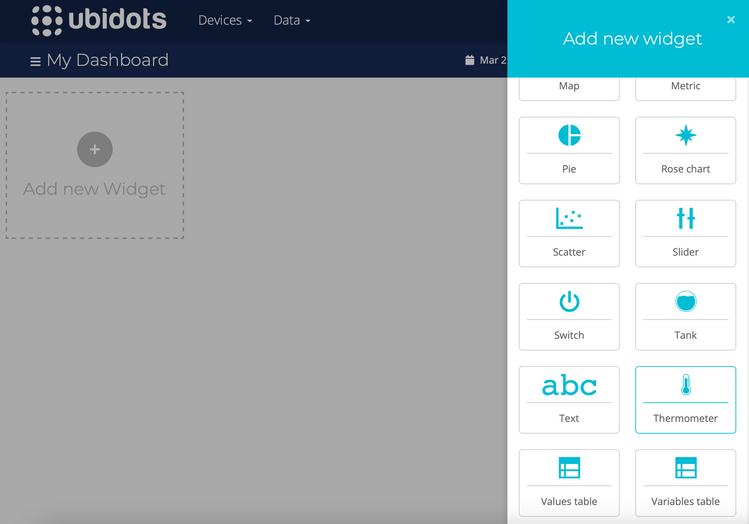 ubidots
Devices
Data
My Dashboard
Mar 2
Add new Widget
Add new widget
×
Map
Metric
Pie
Rose chart
Scatter
Slider
Switch
Tank
abc
Text
Thermometer
Values table
Variables table